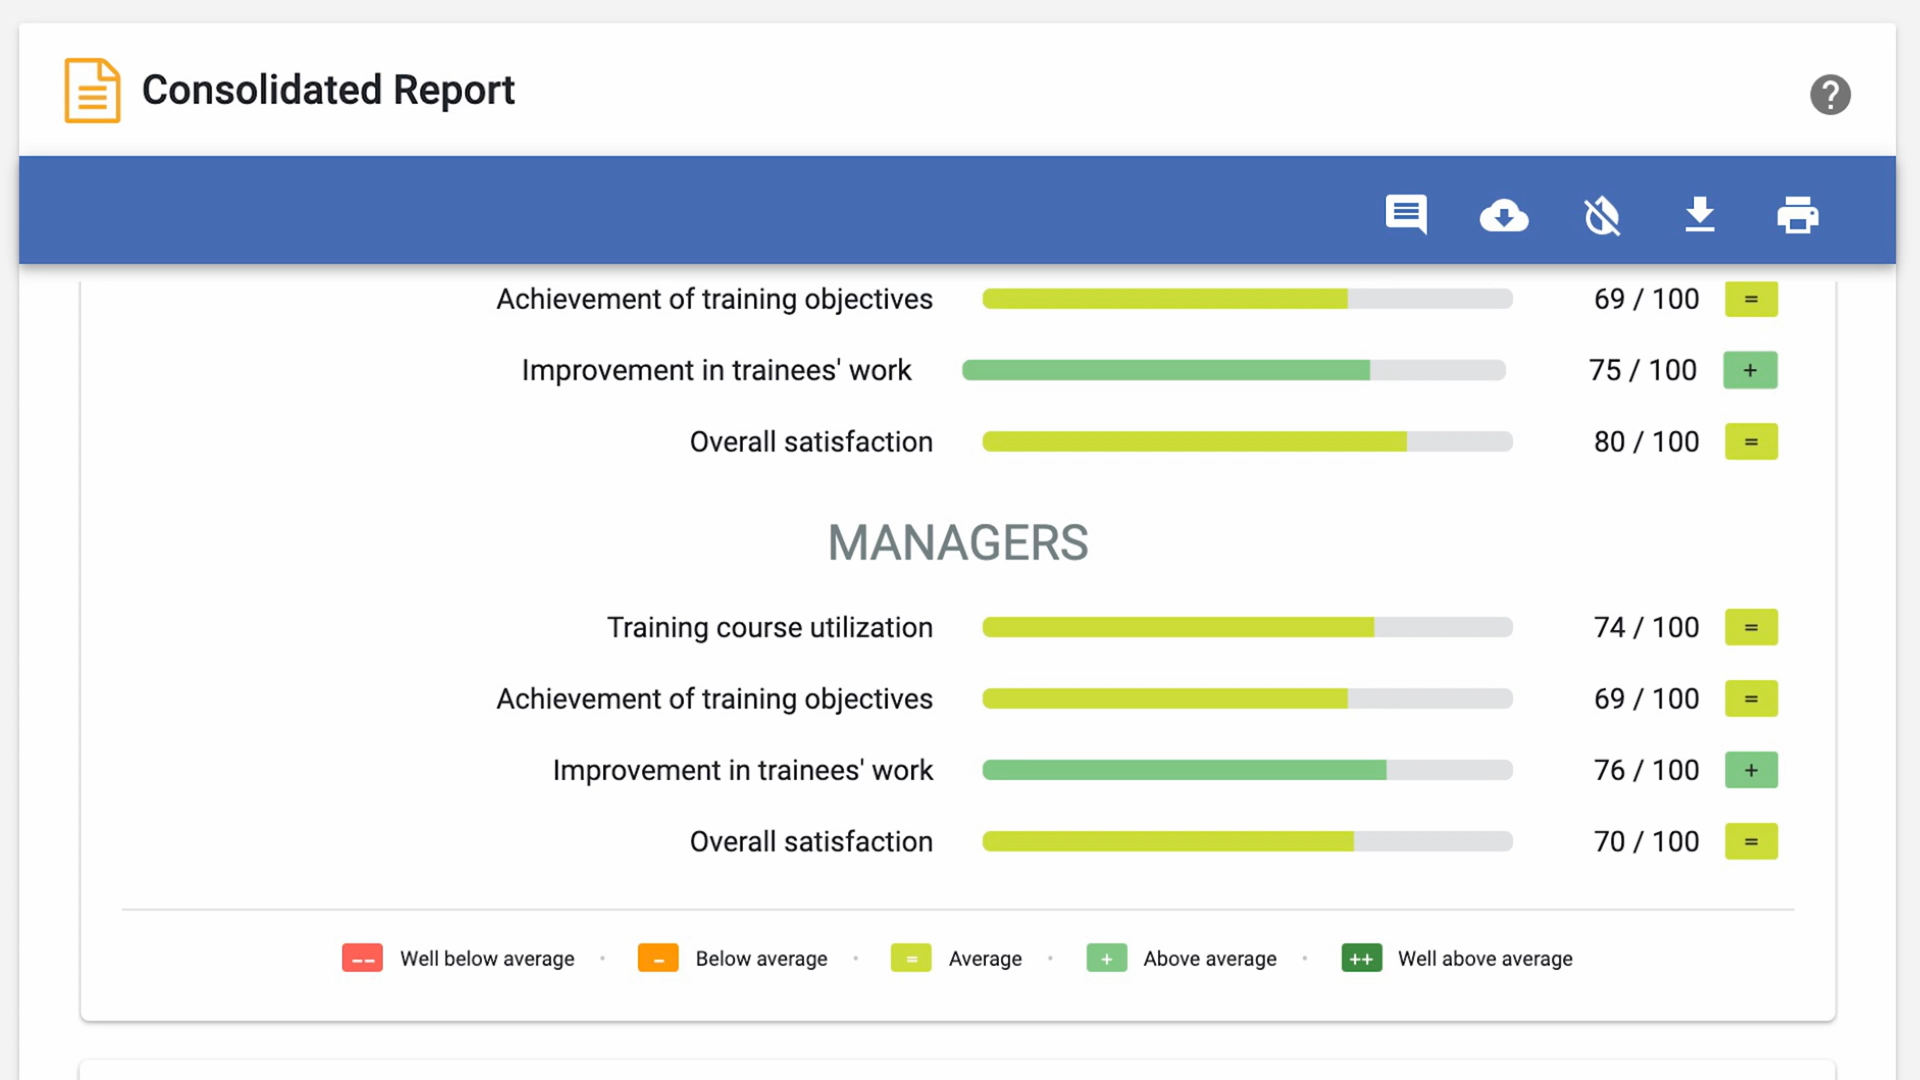 Consolidated Report
?
Achievement of training objectives 69 / 100 =
Improvement in trainees' work 75 / 100 +
Overall satisfaction 80 / 100 =
MANAGERS
Training course utilization 74 / 100 =
Achievement of training objectives 69 / 100 =
Improvement in trainees' work 76 / 100 +
Overall satisfaction 70 / 100 =
-- Well below average · - Below average · = Average · + Above average · ++ Well above average